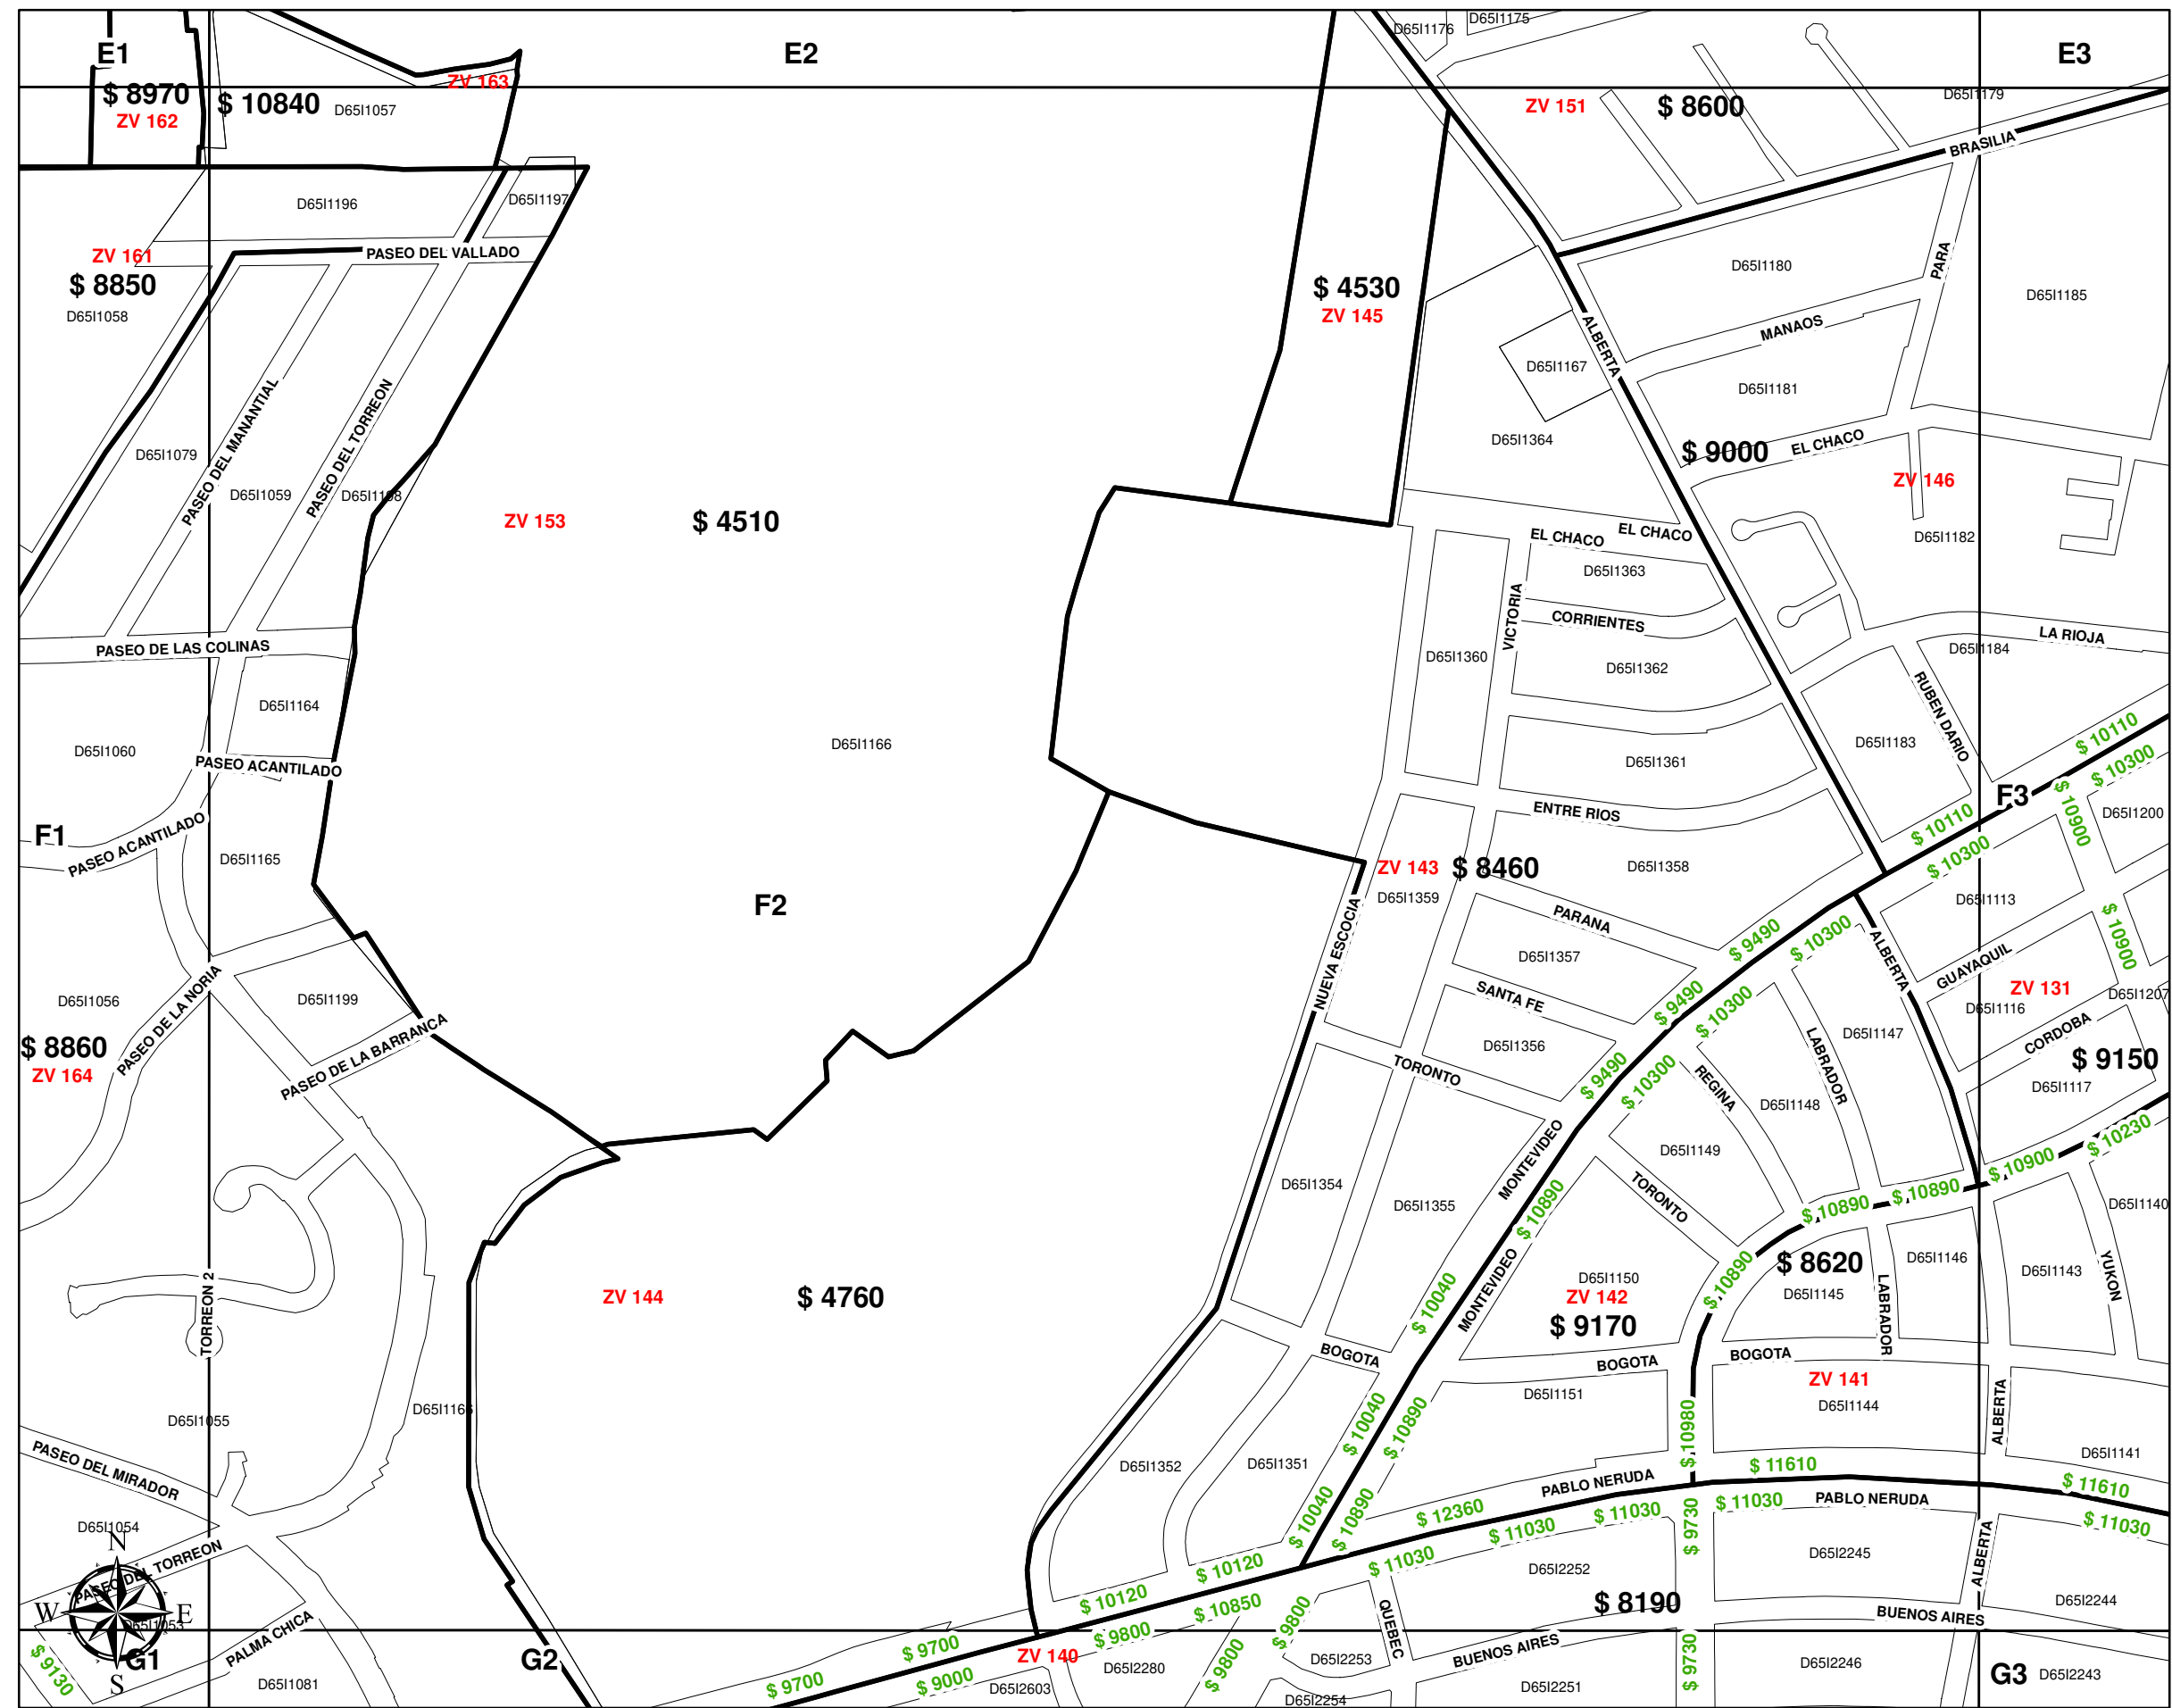 E1
E2
E3
D65I1176
D65I1175
ZV 163
$ 8970
ZV 162
$ 10840
D65I1057
ZV 151
$ 8600
D65I1179
BRASILIA
D65I1196
D65I1197
ZV 161
$ 8850
D65I1058
PASEO DEL VALLADO
$ 4530
ZV 145
PARA
D65I1180
D65I1185
MANAOS
ALBERTA
D65I1167
D65I1181
D65I1364
$ 9000
EL CHACO
ZV 146
D65I1079
PASEO DEL MANANTIAL
D65I1059
PASEO DEL TORREON
D65I1198
ZV 153
$ 4510
EL CHACO
EL CHACO
D65I1182
D65I1363
VICTORIA
CORRIENTES
LA RIOJA
D65I1184
PASEO DE LAS COLINAS
D65I1360
D65I1362
RUBEN DARIO
D65I1164
D65I1060
D65I1166
D65I1183
$ 10110
$ 10300
PASEO ACANTILADO
D65I1361
F3
$ 10900
D65I1200
ENTRE RIOS
$ 10110
$ 10300
F1
PASEO ACANTILADO
D65I1165
ZV 143
$ 8460
D65I1358
D65I1359
F2
PARANA
D65I1113
$ 9490
$ 10300
ALBERTA
$ 10900
NUEVA ESCOCIA
D65I1357
GUAYAQUIL
SANTA FE
$ 9490
$ 10300
ZV 131
D65I1207
D65I1116
D65I1056
PASEO DE LA NORIA
D65I1199
PASEO DE LA BARRANCA
$ 8860
ZV 164
D65I1356
D65I1147
CORDOBA
$ 9150
D65I1117
TORONTO
$ 9490
$ 10300
REGINA
LABRADOR
D65I1148
$ 10230
D65I1149
MONTEVIDEO
$ 10900
D65I1354
D65I1355
$ 10890
TORONTO
$ 10890
$ 10890
D65I1140
TORREON 2
ZV 144
$ 4760
MONTEVIDEO
$ 10040
D65I1150
ZV 142
$ 9170
$ 10890
$ 8620
D65I1145
D65I1146
LABRADOR
D65I1143
YUKON
BOGOTA
BOGOTA
BOGOTA
ZV 141
D65I1144
D65I1151
ALBERTA
D65I1055
D65I1166
$ 10040
$ 10890
$ 10980
D65I1141
PASEO DEL MIRADOR
D65I1352
D65I1351
PABLO NERUDA
$ 11610
$ 11610
D65I1054
$ 10040
$ 10890
$ 12360
$ 11030
$ 11030
$ 9730
$ 11030
PABLO NERUDA
$ 11030
N
PASEO DEL TORREON
W
E
S
D65I1053
$ 10120
$ 10120
$ 11030
D65I2252
D65I2245
ALBERTA
$ 10850
$ 9800
QUEBEC
$ 8190
D65I2244
BUENOS AIRES
PALMA CHICA
G1
$ 9130
D65I1081
G2
$ 9700
$ 9700
$ 9000
$ 9800
ZV 140
D65I2280
D65I2603
$ 9800
D65I2253
D65I2254
BUENOS AIRES
D65I2251
$ 9730
D65I2246
G3
D65I2243